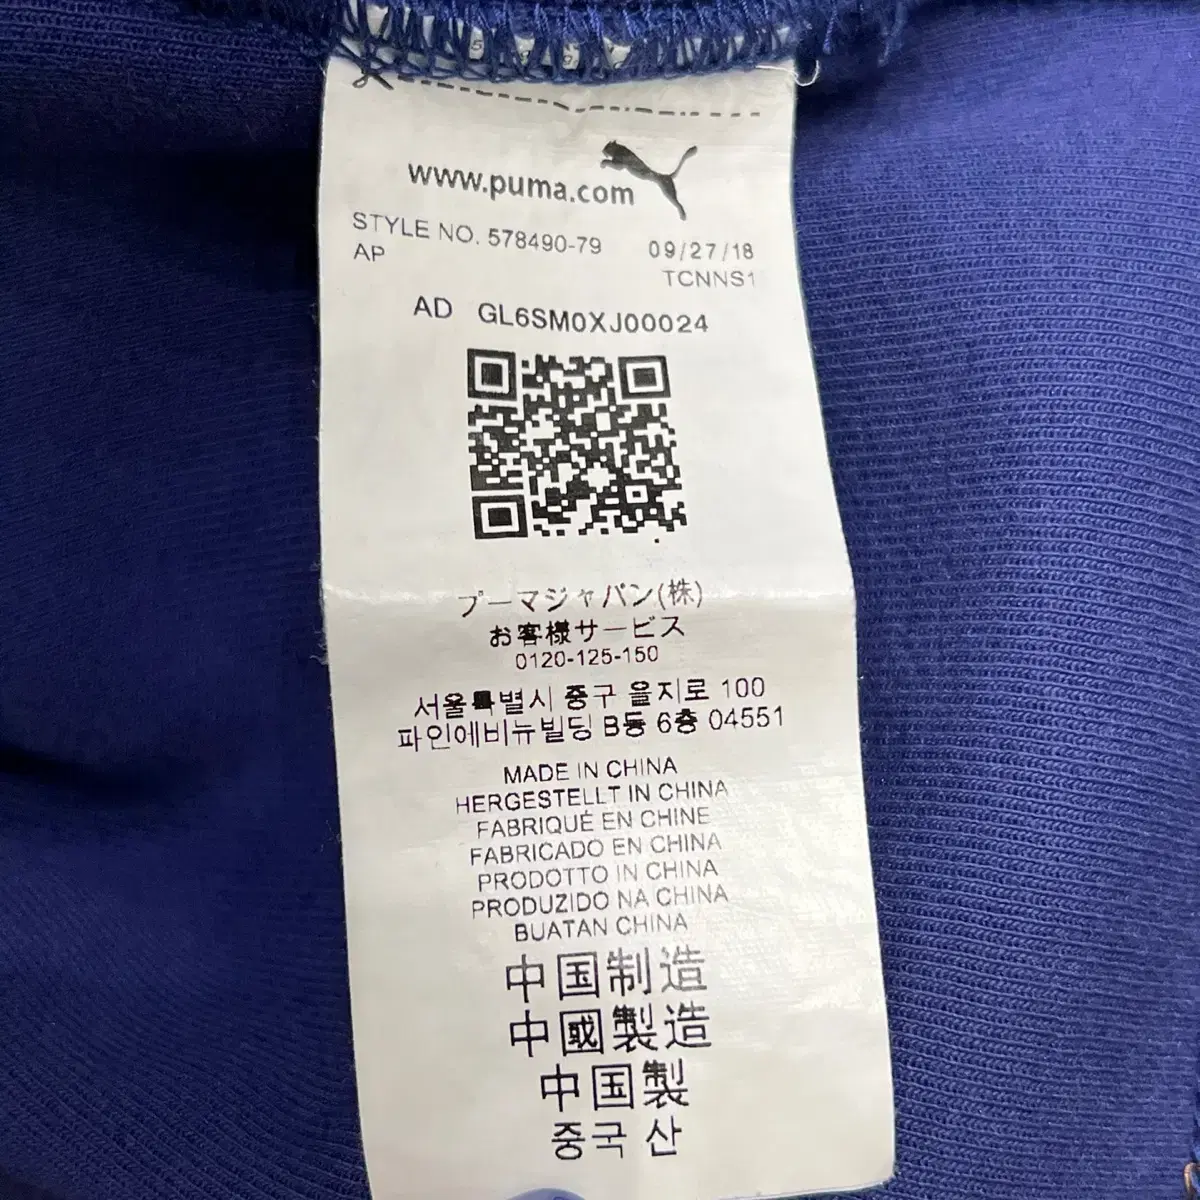 www.puma.com
STYLE NO. 578490-79 09/27/18
AP TCNNS1
AD GL6SM0XJ00024
プーマジャパン(株)
お客様サービス
0120-125-150
서울특별시 중구 을지로 100
파인에비뉴빌딩 B동 6층 04551
MADE IN CHINA
HERGESTELLT IN CHINA
FABRIQUÉ EN CHINE
FABRICADO EN CHINA
PRODOTTO IN CHINA
PRODUZIDO NA CHINA
BUATAN CHINA
中国制造
中國製造
中国製
중국 산